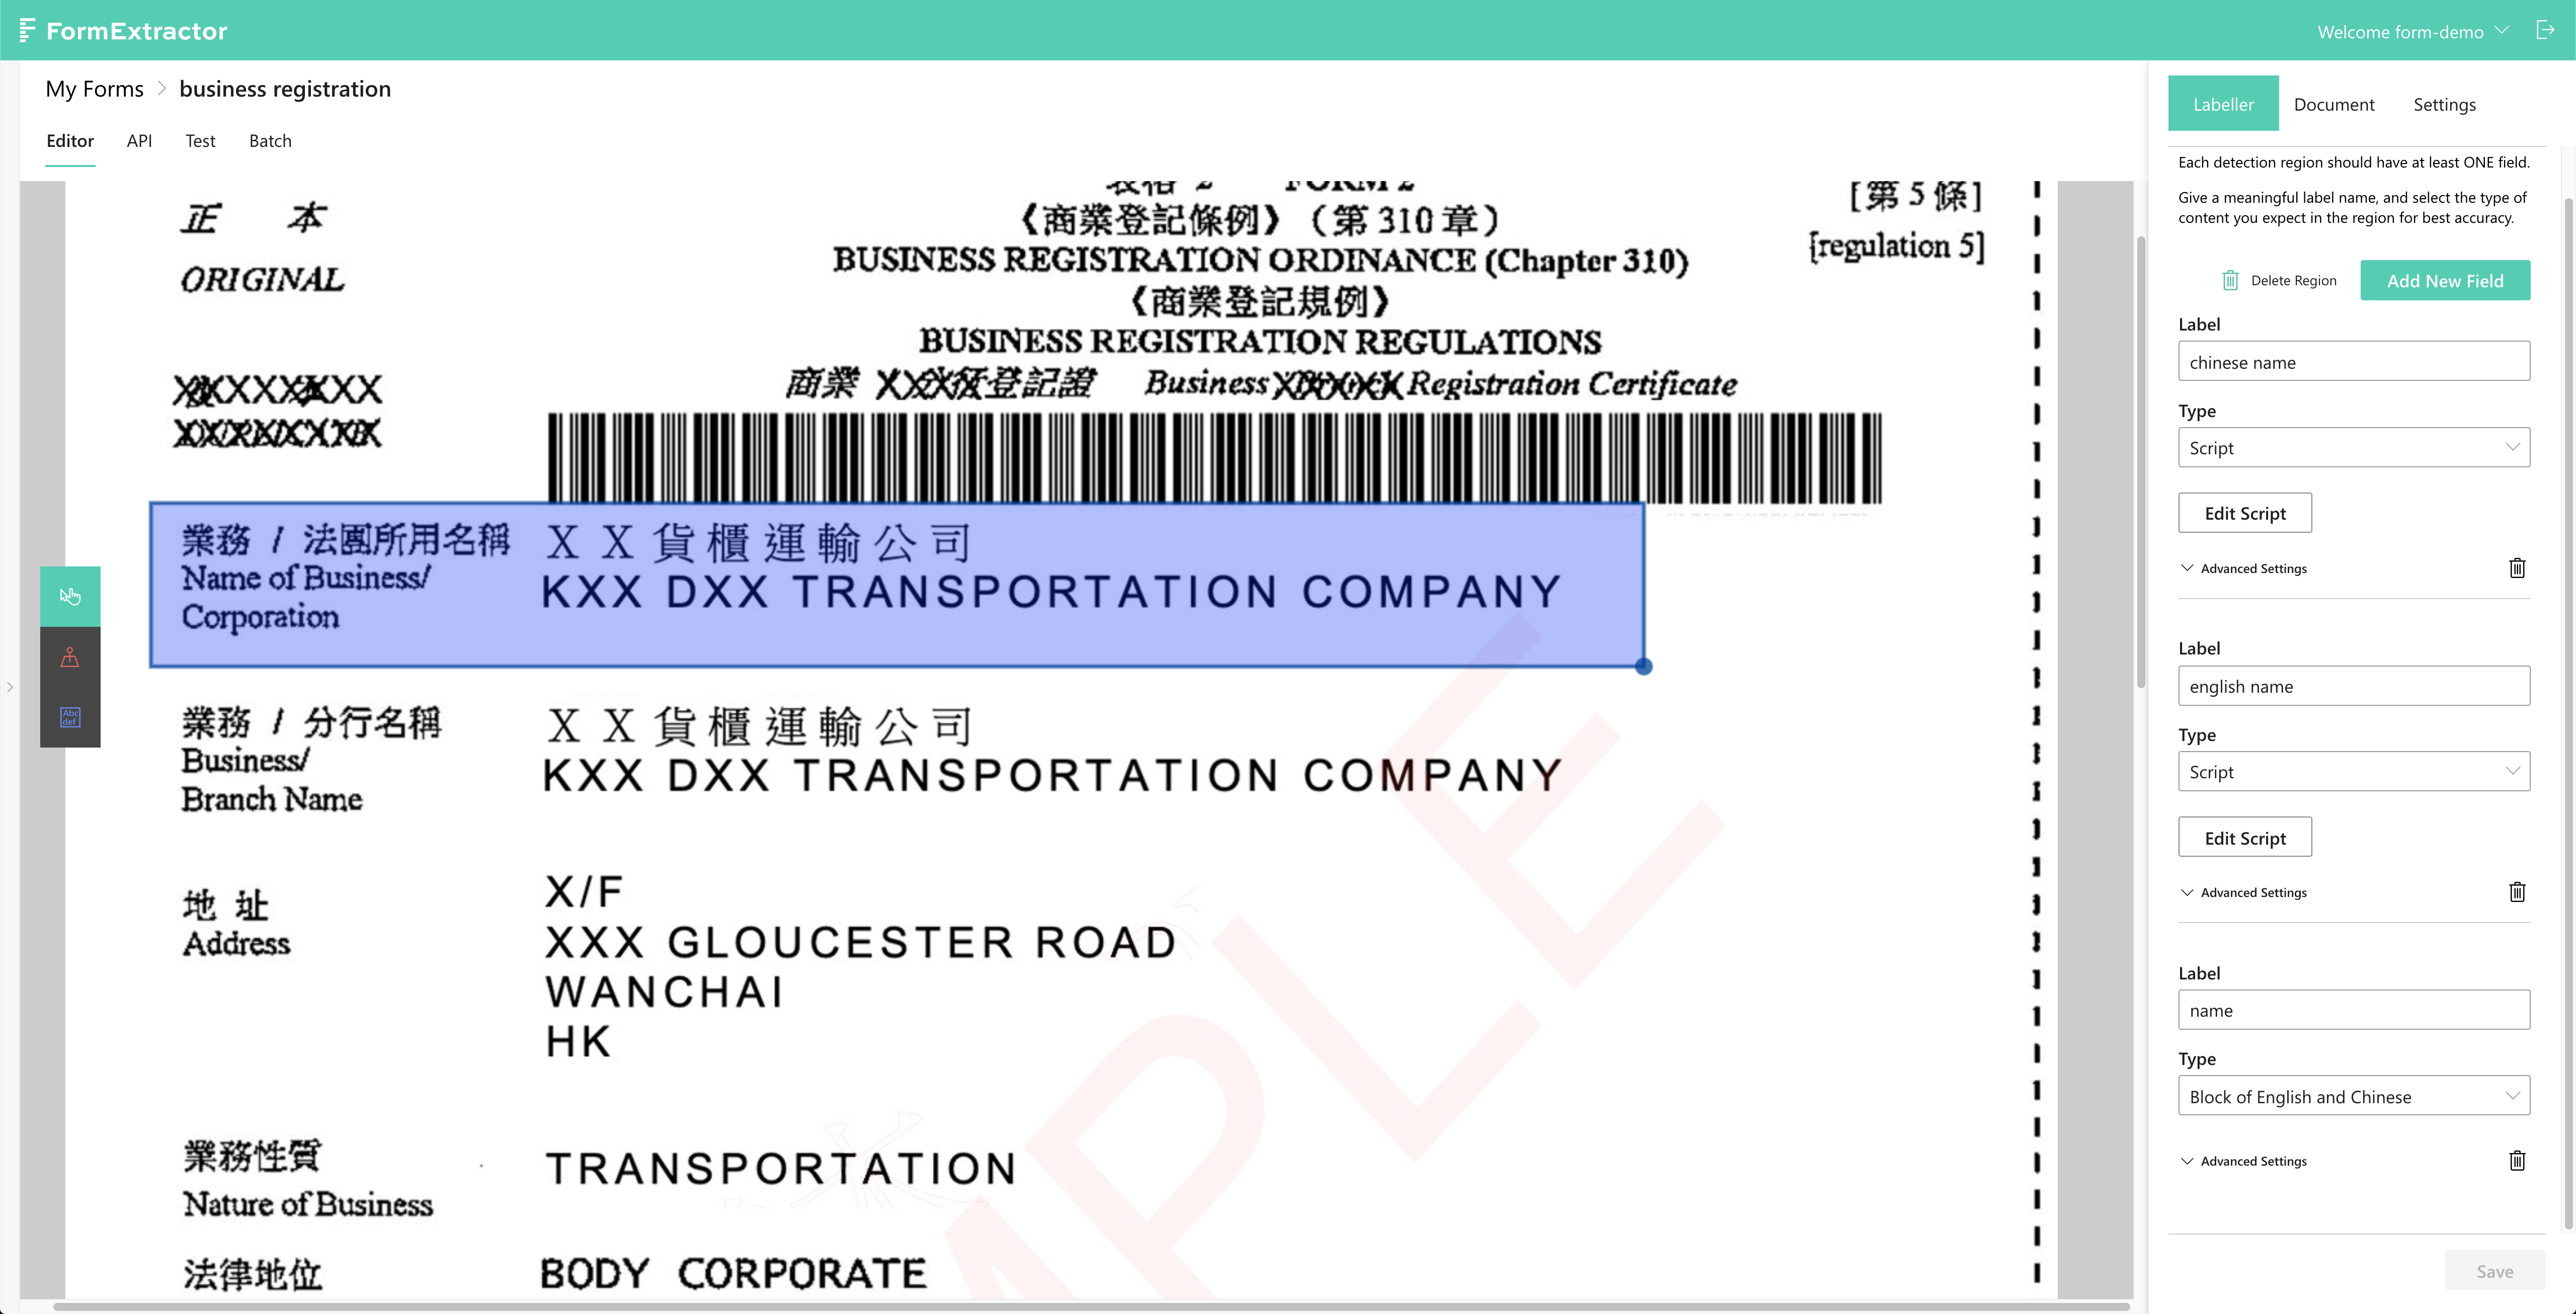 FormExtractor
Welcome form-demo
My Forms > business registration
Editor API Test Batch
Labeller Document Settings
正 本
ORIGINAL
表格 2 FORM 2
《商業登記條例》（第 310 章）
BUSINESS REGISTRATION ORDINANCE (Chapter 310)
《商業登記規例》
BUSINESS REGISTRATION REGULATIONS
[第 5 條]
[regulation 5]
商業 登記證 Business Registration Certificate
業務 / 法團所用名稱
Name of Business/
Corporation
X X 貨櫃運輸公司
KXX DXX TRANSPORTATION COMPANY
業務 / 分行名稱
Business/
Branch Name
X X 貨櫃運輸公司
KXX DXX TRANSPORTATION COMPANY
地 址
Address
X/F
XXX GLOUCESTER ROAD
WANCHAI
HK
業務性質
Nature of Business
TRANSPORTATION
法律地位
BODY CORPORATE
MPLE
Abc
def
Each detection region should have at least ONE field.
Give a meaningful label name, and select the type of
content you expect in the region for best accuracy.
Delete Region
Add New Field
Label
chinese name
Type
Script
Edit Script
Advanced Settings
Label
english name
Type
Script
Edit Script
Advanced Settings
Label
name
Type
Block of English and Chinese
Advanced Settings
Save